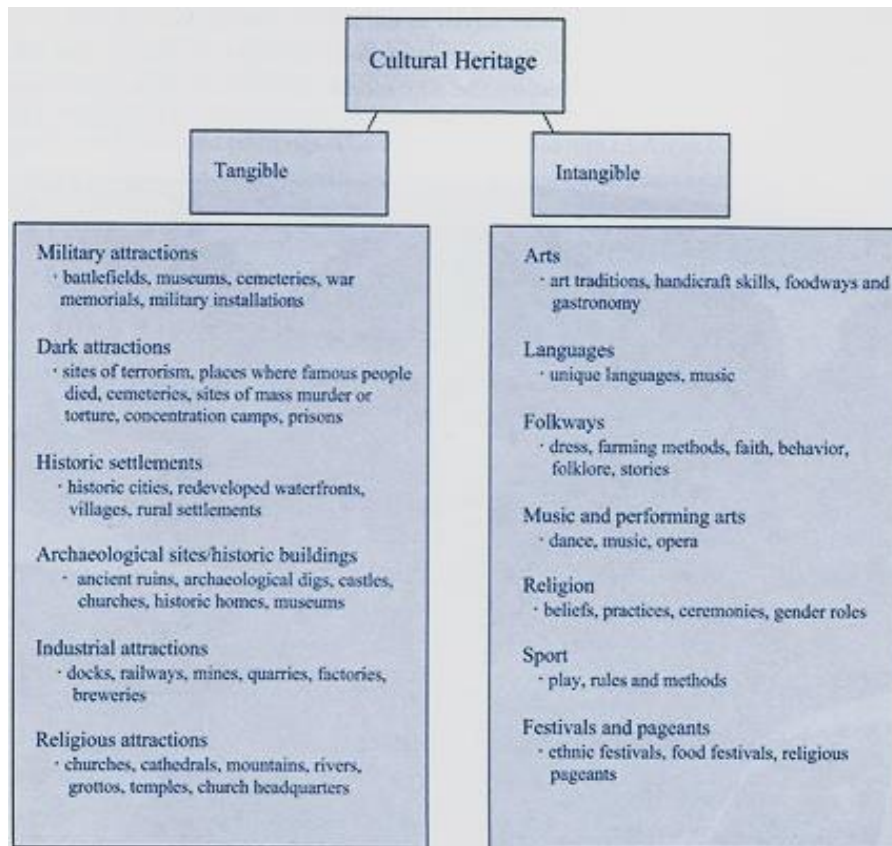 Cultural Heritage
Tangible
Intangible
Military attractions
· battlefields, museums, cemeteries, war
memorials, military installations
Dark attractions
· sites of terrorism, places where famous people
died, cemeteries, sites of mass murder or
torture, concentration camps, prisons
Historic settlements
· historic cities, redeveloped waterfronts,
villages, rural settlements
Archaeological sites/historic buildings
· ancient ruins, archaeological digs, castles,
churches, historic homes, museums
Industrial attractions
· docks, railways, mines, quarries, factories,
breweries
Religious attractions
· churches, cathedrals, mountains, rivers,
grottos, temples, church headquarters
Arts
· art traditions, handicraft skills, foodways and
gastronomy
Languages
· unique languages, music
Folkways
· dress, farming methods, faith, behavior,
folklore, stories
Music and performing arts
· dance, music, opera
Religion
· beliefs, practices, ceremonies, gender roles
Sport
· play, rules and methods
Festivals and pageants
· ethnic festivals, food festivals, religious
pageants